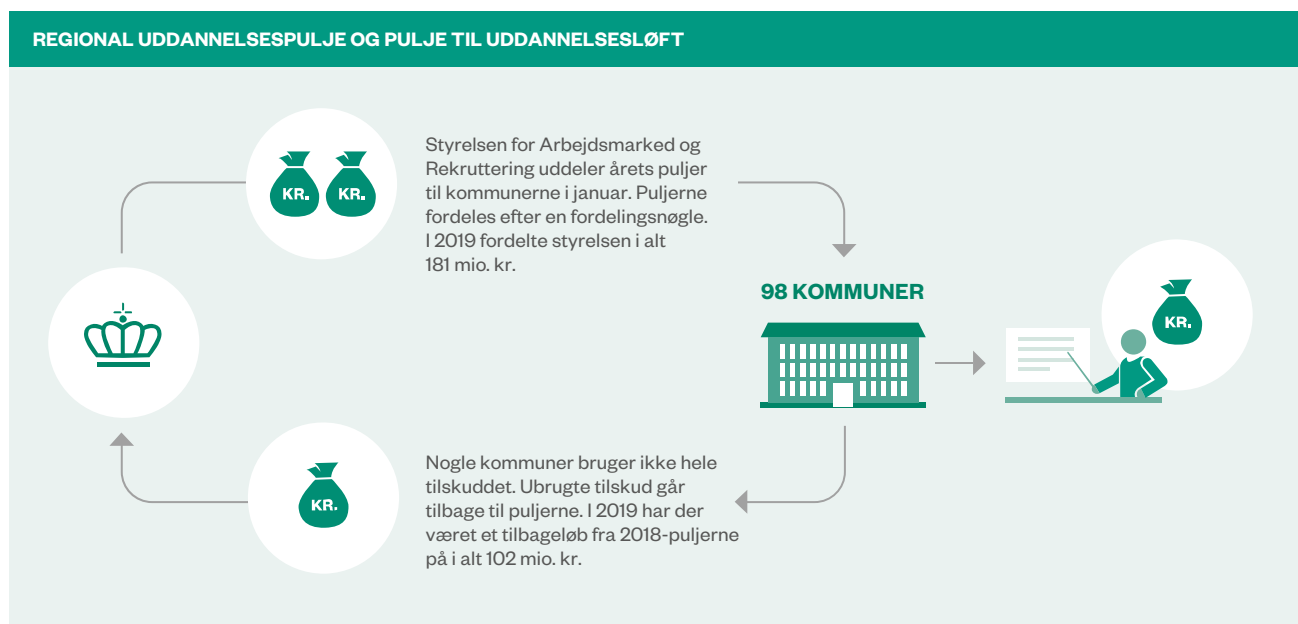 REGIONAL UDDANNELSESPULJE OG PULJE TIL UDDANNELSESLØFT
KR.
KR.
Styrelsen for Arbejdsmarked og
Rekruttering uddeler årets puljer
til kommunerne i januar. Puljerne
fordeles efter en fordelingsnøgle.
I 2019 fordelte styrelsen i alt
181 mio. kr.
98 KOMMUNER
KR.
KR.
Nogle kommuner bruger ikke hele
tilskuddet. Ubrugte tilskud går
tilbage til puljerne. I 2019 har der
været et tilbageløb fra 2018-puljerne
på i alt 102 mio. kr.